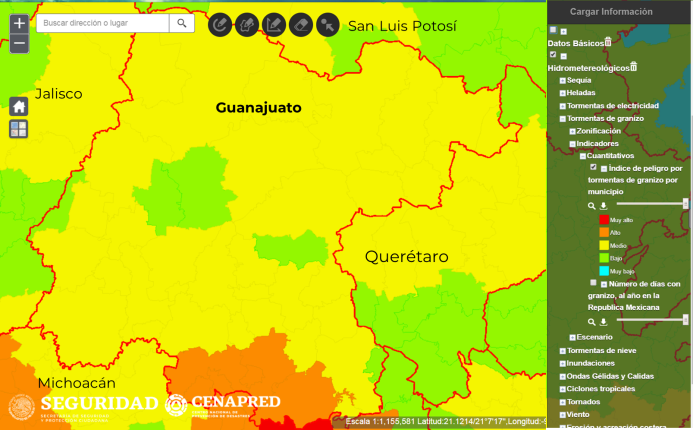 +
−
Buscar dirección o lugar
San Luis Potosí
Jalisco
Guanajuato
Querétaro
Michoacán
SEGURIDAD
SECRETARÍA DE SEGURIDAD
Y PROTECCIÓN CIUDADANA
CENAPRED
CENTRO NACIONAL DE
PREVENCIÓN DE DESASTRES
Escala 1:1,155,581 Latitud:21.1214/21°7'17",Longitud:-
Cargar Información
Datos Básicos
Hidrometereológicos
Sequía
Heladas
Tormentas de electricidad
Tormentas de granizo
Zonificación
Indicadores
Cuantitativos
Índice de peligro por
tormentas de granizo por
municipio
Muy alto
Alto
Medio
Bajo
Muy bajo
Número de días con
granizo, al año en la
Republica Mexicana
Escenario
Tormentas de nieve
Inundaciones
Ondas Gélidas y Calidas
Ciclones tropicales
Tornados
Viento
Erosión y acreación costera